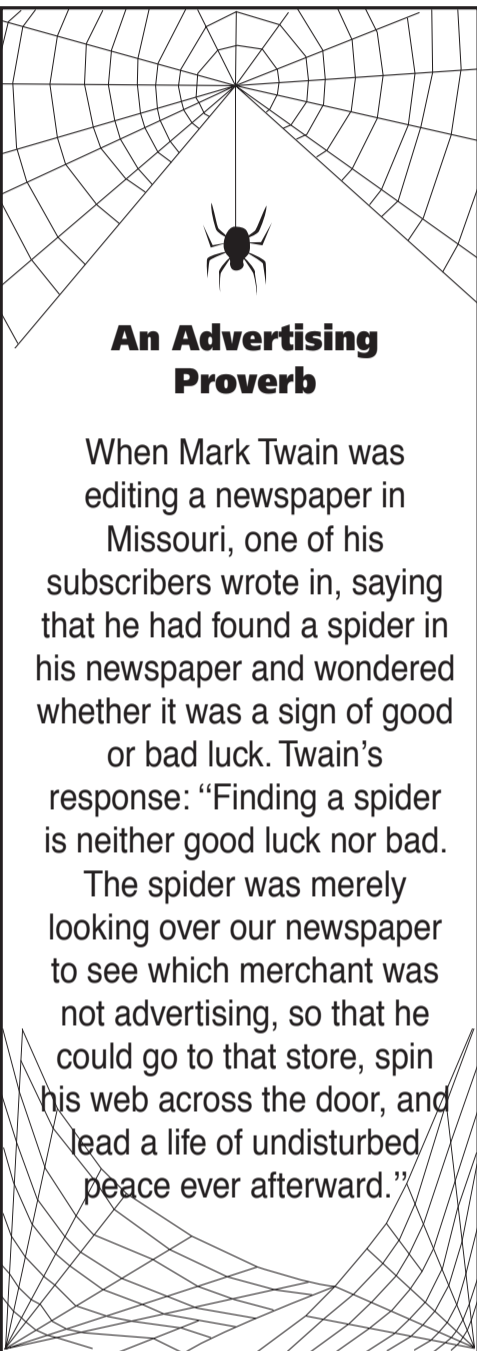 An Advertising
Proverb
When Mark Twain was
editing a newspaper in
Missouri, one of his
subscribers wrote in, saying
that he had found a spider in
his newspaper and wondered
whether it was a sign of good
or bad luck. Twain’s
response: “Finding a spider
is neither good luck nor bad.
The spider was merely
looking over our newspaper
to see which merchant was
not advertising, so that he
could go to that store, spin
his web across the door, and
lead a life of undisturbed
peace ever afterward.”